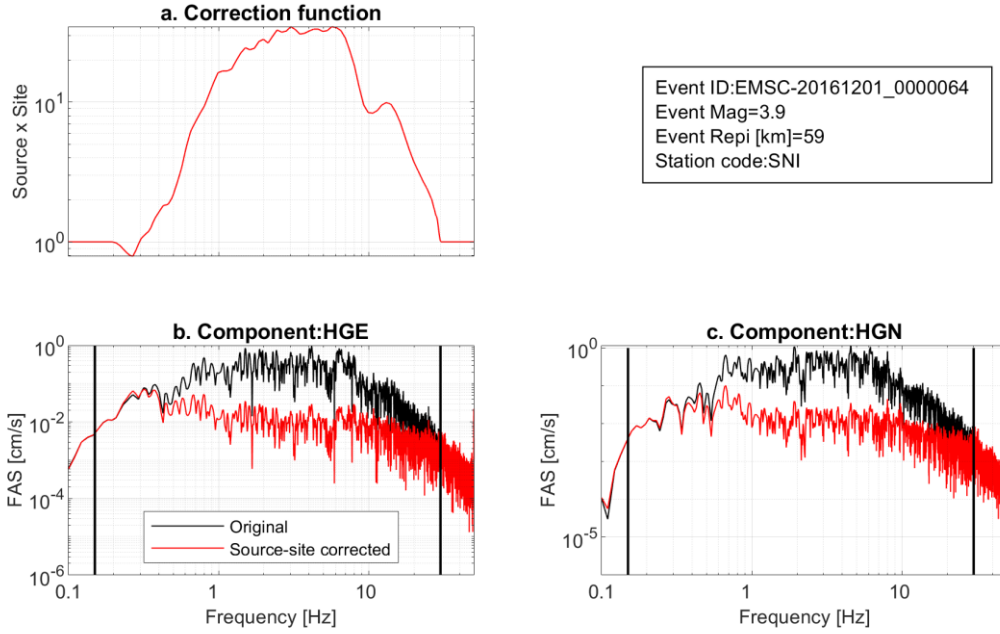 a. Correction function
Source x Site
10^1
10^0
Event ID:EMSC-20161201_0000064
Event Mag=3.9
Event Repi [km]=59
Station code:SNI
b. Component:HGE
FAS [cm/s]
10^0
10^-2
10^-4
10^-6
Original
Source-site corrected
0.1
1
10
Frequency [Hz]
c. Component:HGN
FAS [cm/s]
10^0
10^-5
0.1
1
10
Frequency [Hz]